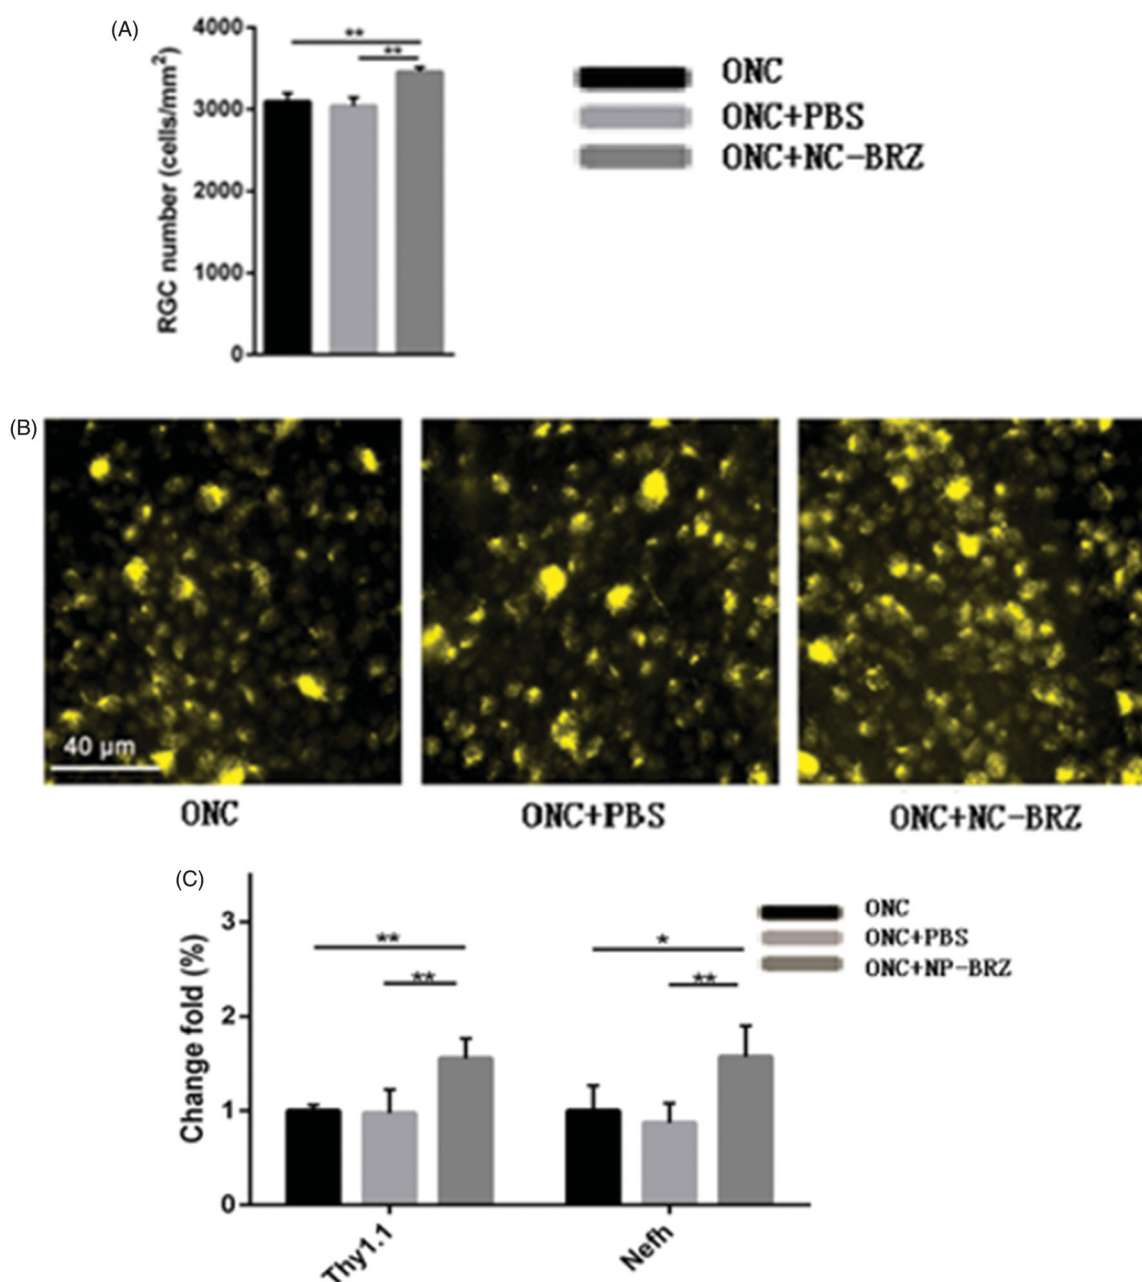 (A)
4000
3000
2000
1000
0
RGC number (cells/mm²)
**
**
ONC
ONC+PBS
ONC+NC-BRZ
(B)
40 µm
ONC
ONC+PBS
ONC+NC-BRZ
(C)
3
2
1
0
Change fold (%)
**
**
*
**
Thy1.1
Nefh
ONC
ONC+PBS
ONC+NP-BRZ